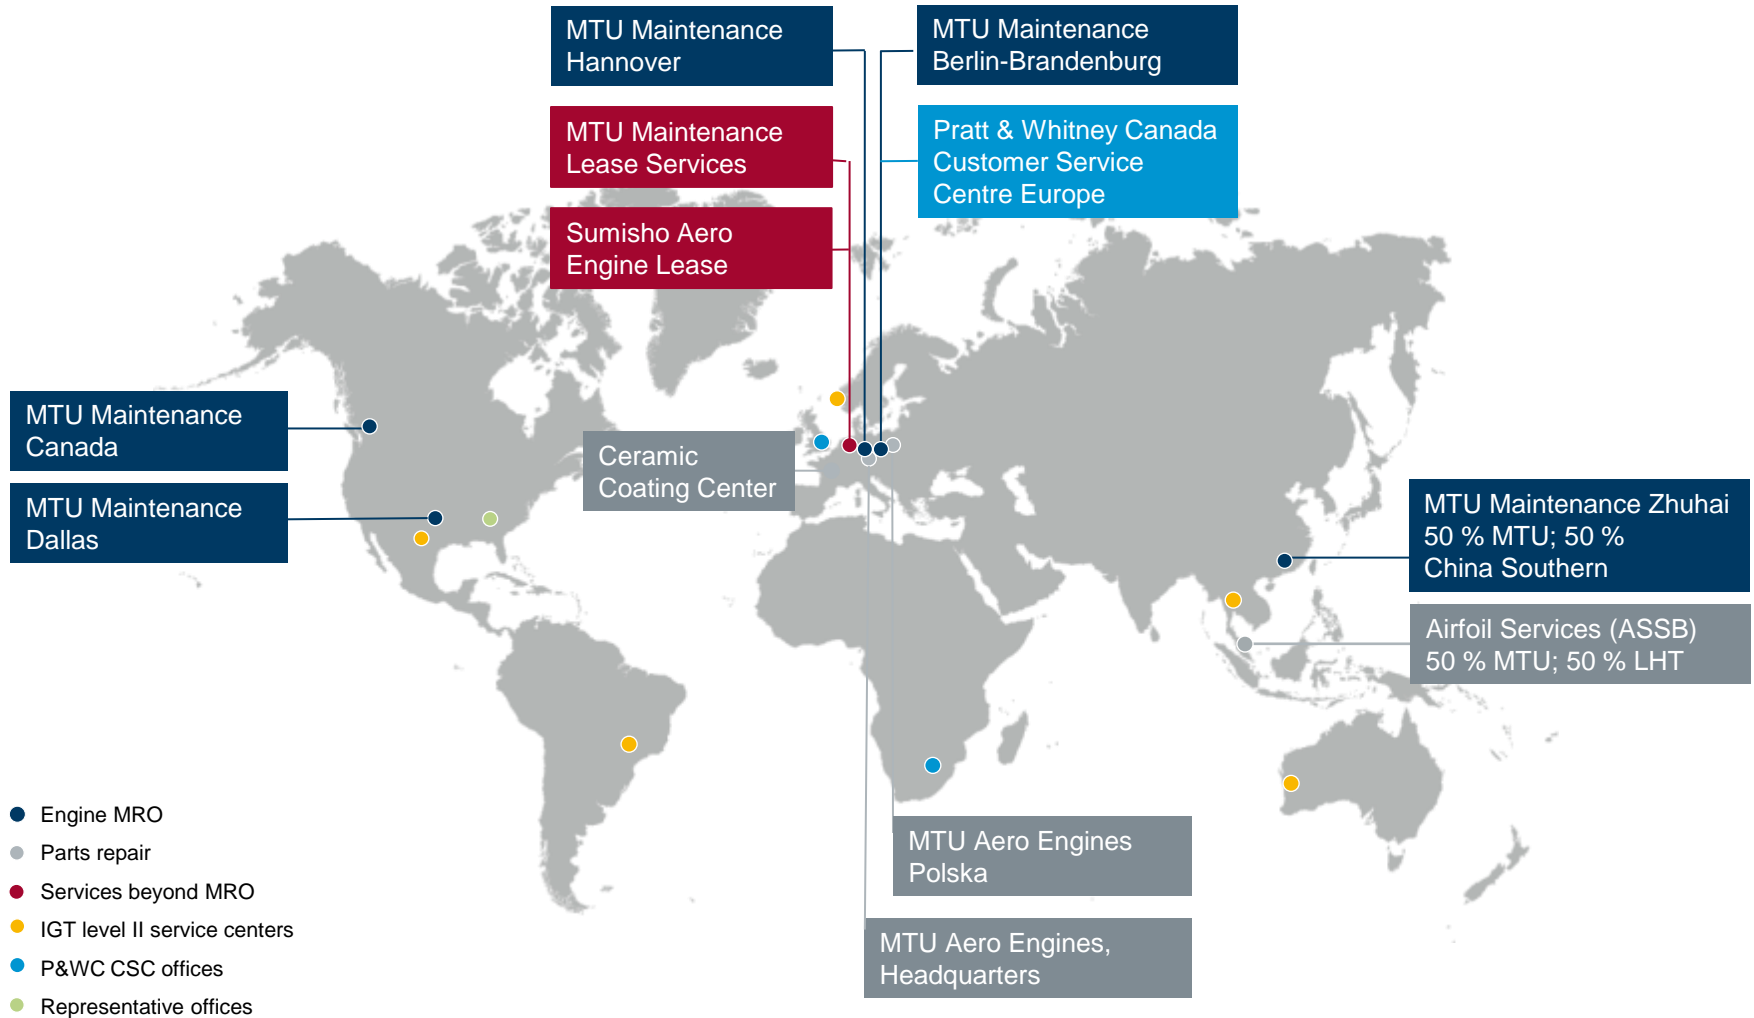 MTU Maintenance
Hannover
MTU Maintenance
Berlin-Brandenburg
MTU Maintenance
Lease Services
Pratt & Whitney Canada
Customer Service
Centre Europe
Sumisho Aero
Engine Lease
MTU Maintenance
Canada
Ceramic
Coating Center
MTU Maintenance
Dallas
MTU Maintenance Zhuhai
50 % MTU; 50 %
China Southern
Airfoil Services (ASSB)
50 % MTU; 50 % LHT
MTU Aero Engines
Polska
MTU Aero Engines,
Headquarters
Engine MRO
Parts repair
Services beyond MRO
IGT level II service centers
P&WC CSC offices
Representative offices